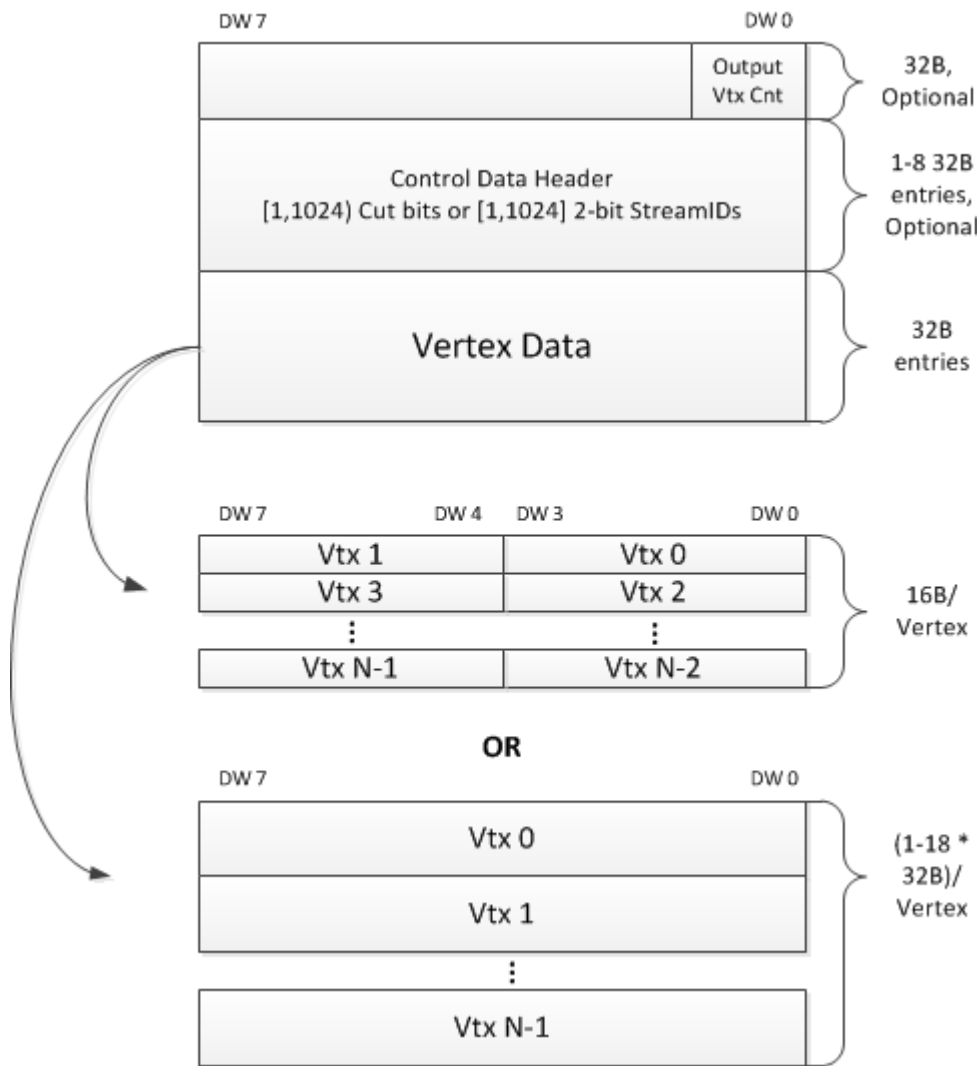 DW 7 DW 0
Output
Vtx Cnt
32B,
Optional
Control Data Header
[1,1024) Cut bits or [1,1024] 2-bit StreamIDs
1-8 32B
entries,
Optional
Vertex Data
32B
entries
DW 7 DW 4 DW 3 DW 0
Vtx 1 Vtx 0
Vtx 3 Vtx 2
⋮ ⋮
Vtx N-1 Vtx N-2
16B/
Vertex
OR
DW 7 DW 0
Vtx 0
Vtx 1
⋮
Vtx N-1
(1-18 *
32B)/
Vertex